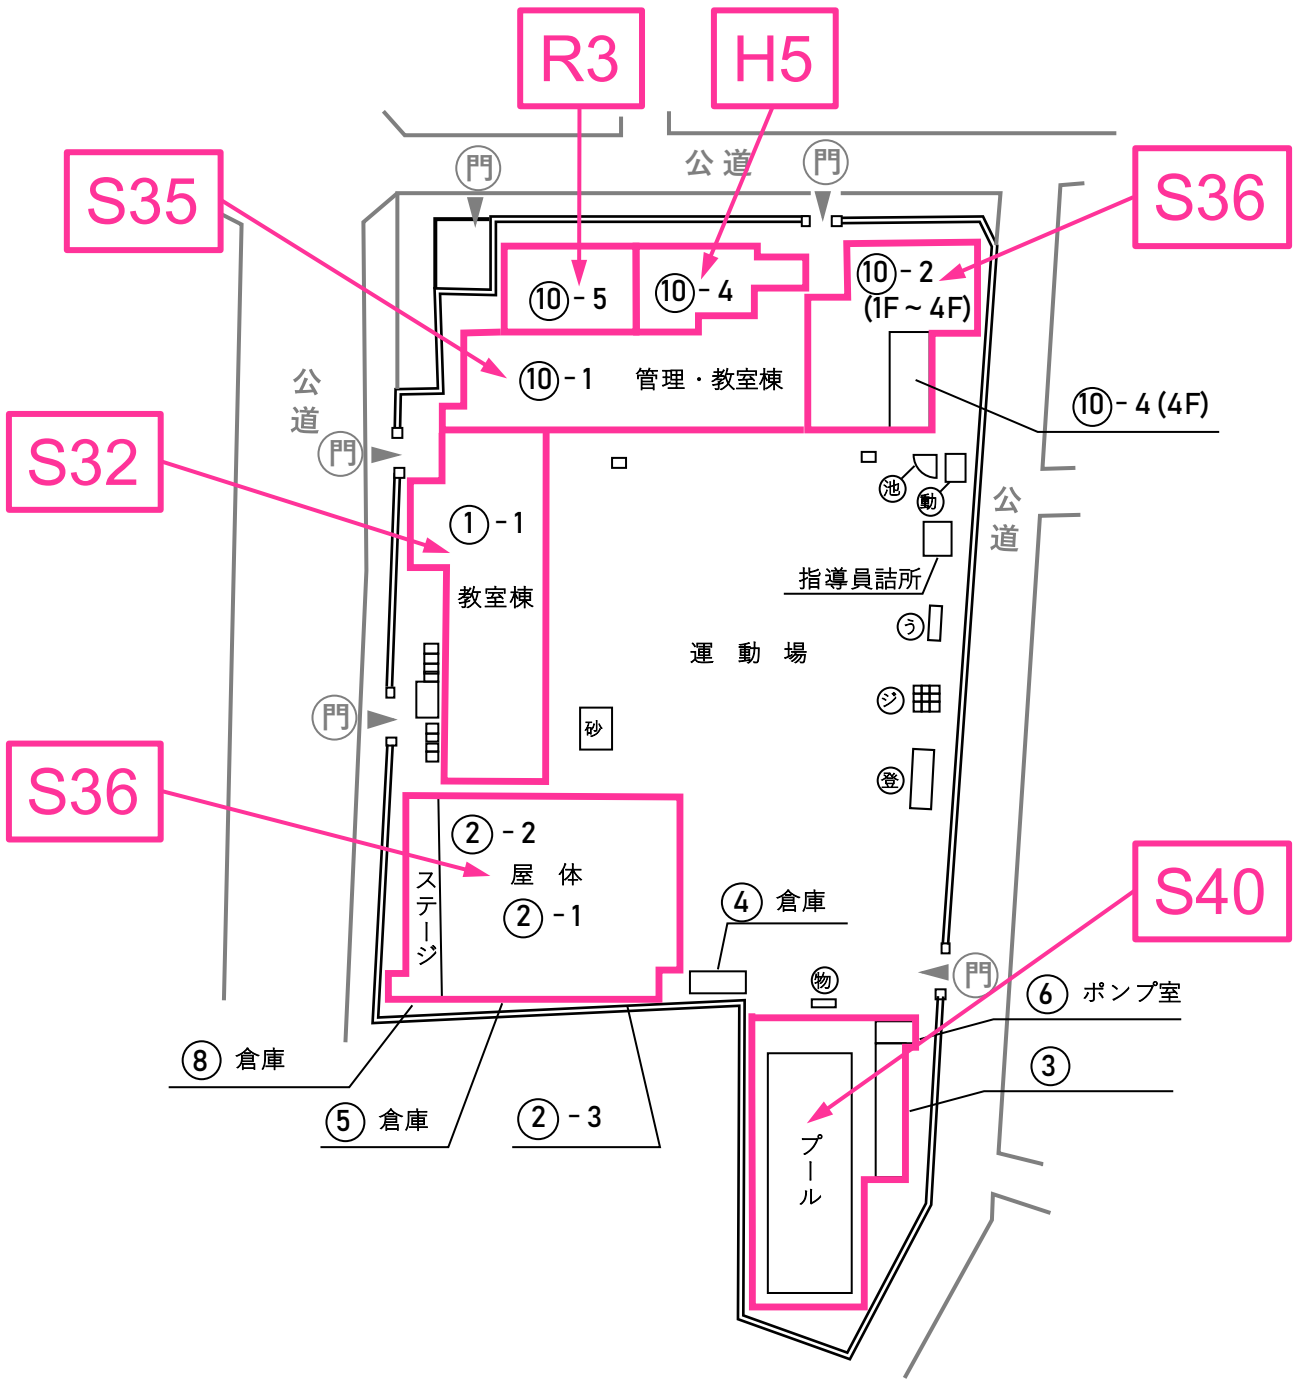 R3
H5
S35
S36
門
公道
門
⑩-5
⑩-4
⑩-2
(1F～4F)
⑩-1
管理・教室棟
公道
⑩-4(4F)
S32
門
池
動
公道
①-1
指導員詰所
教室棟
う
運動場
ジ
門
砂
登
S36
②-2
屋体
②-1
ステージ
④ 倉庫
S40
物
門
⑥ ポンプ室
⑧ 倉庫
③
⑤ 倉庫
②-3
プール